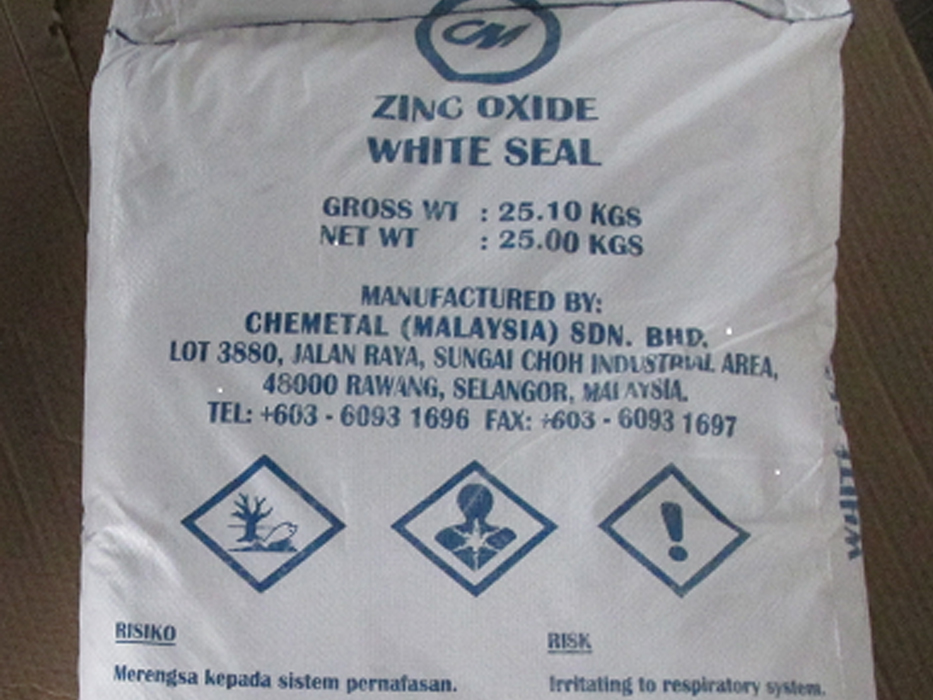 CM
ZINC OXIDE
WHITE SEAL
GROSS WT : 25.10 KGS
NET WT : 25.00 KGS
MANUFACTURED BY:
CHEMETAL (MALAYSIA) SDN. BHD.
LOT 3880, JALAN RAYA, SUNGAI CHOH INDUSTRIAL AREA,
48000 RAWANG, SELANGOR, MALAYSIA.
TEL: +603 - 6093 1696 FAX: +603 - 6093 1697
RISIKO
Merengsa kepada sistem pernafasan.
RISK
Irritating to respiratory system.
WHITE